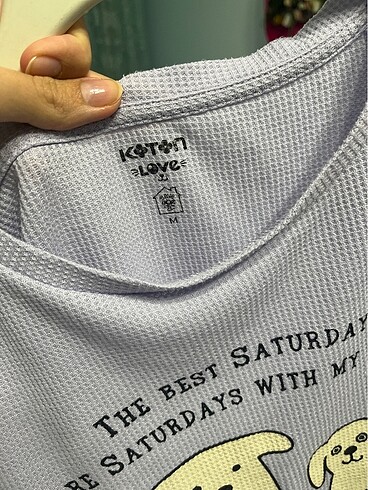 KOTON
LOVE
M
THE BEST SATURDAY
RE SATURDAYS WITH MY